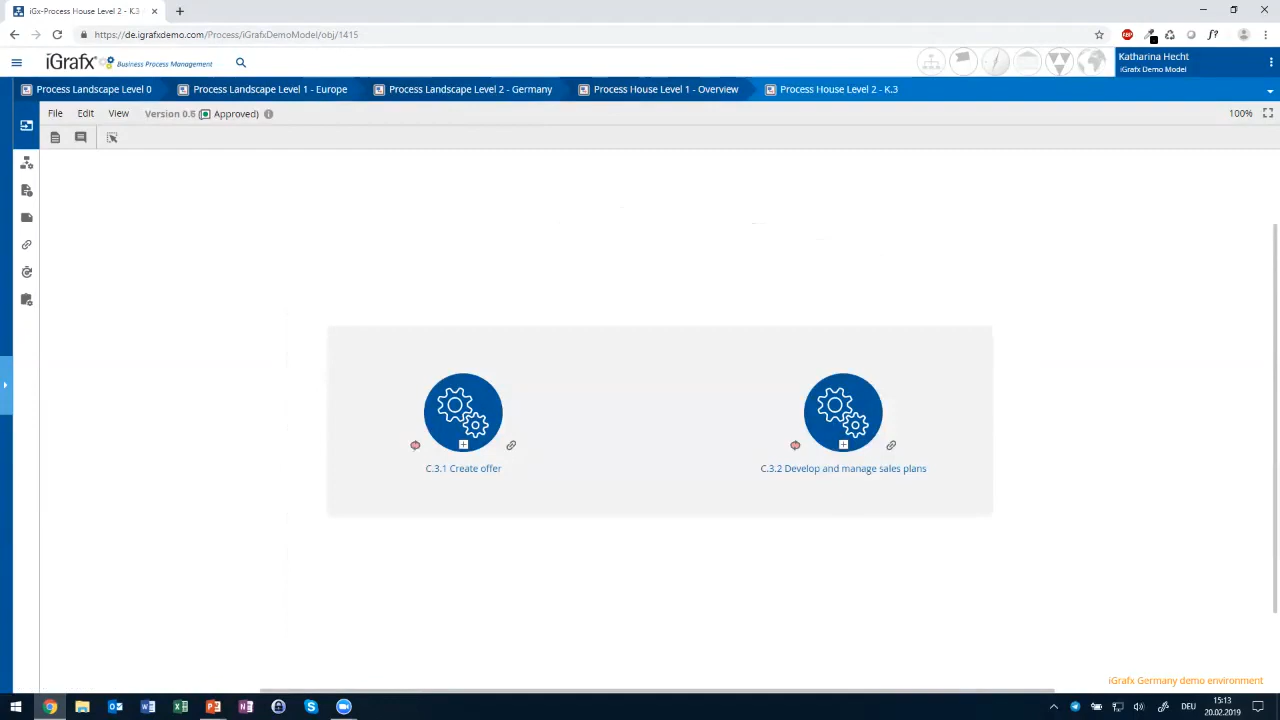 iGx-Process House Level 2 - K.3
https://de.igrafxdemo.com/Process/iGrafxDemoModel/obj/1415
ABP
f?
iGrafx Business Process Management
Katharina Hecht
iGrafx Demo Model
Process Landscape Level 0
Process Landscape Level 1 - Europe
Process Landscape Level 2 - Germany
Process House Level 1 - Overview
Process House Level 2 - K.3
File Edit View Version 0.6 ( Approved) 100%
C.3.1 Create offer
C.3.2 Develop and manage sales plans
iGrafx Germany demo environment
DEU
15:13
20.02.2019